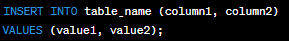 INSERT INTO table_name (column1, column2)
VALUES (value1, value2);